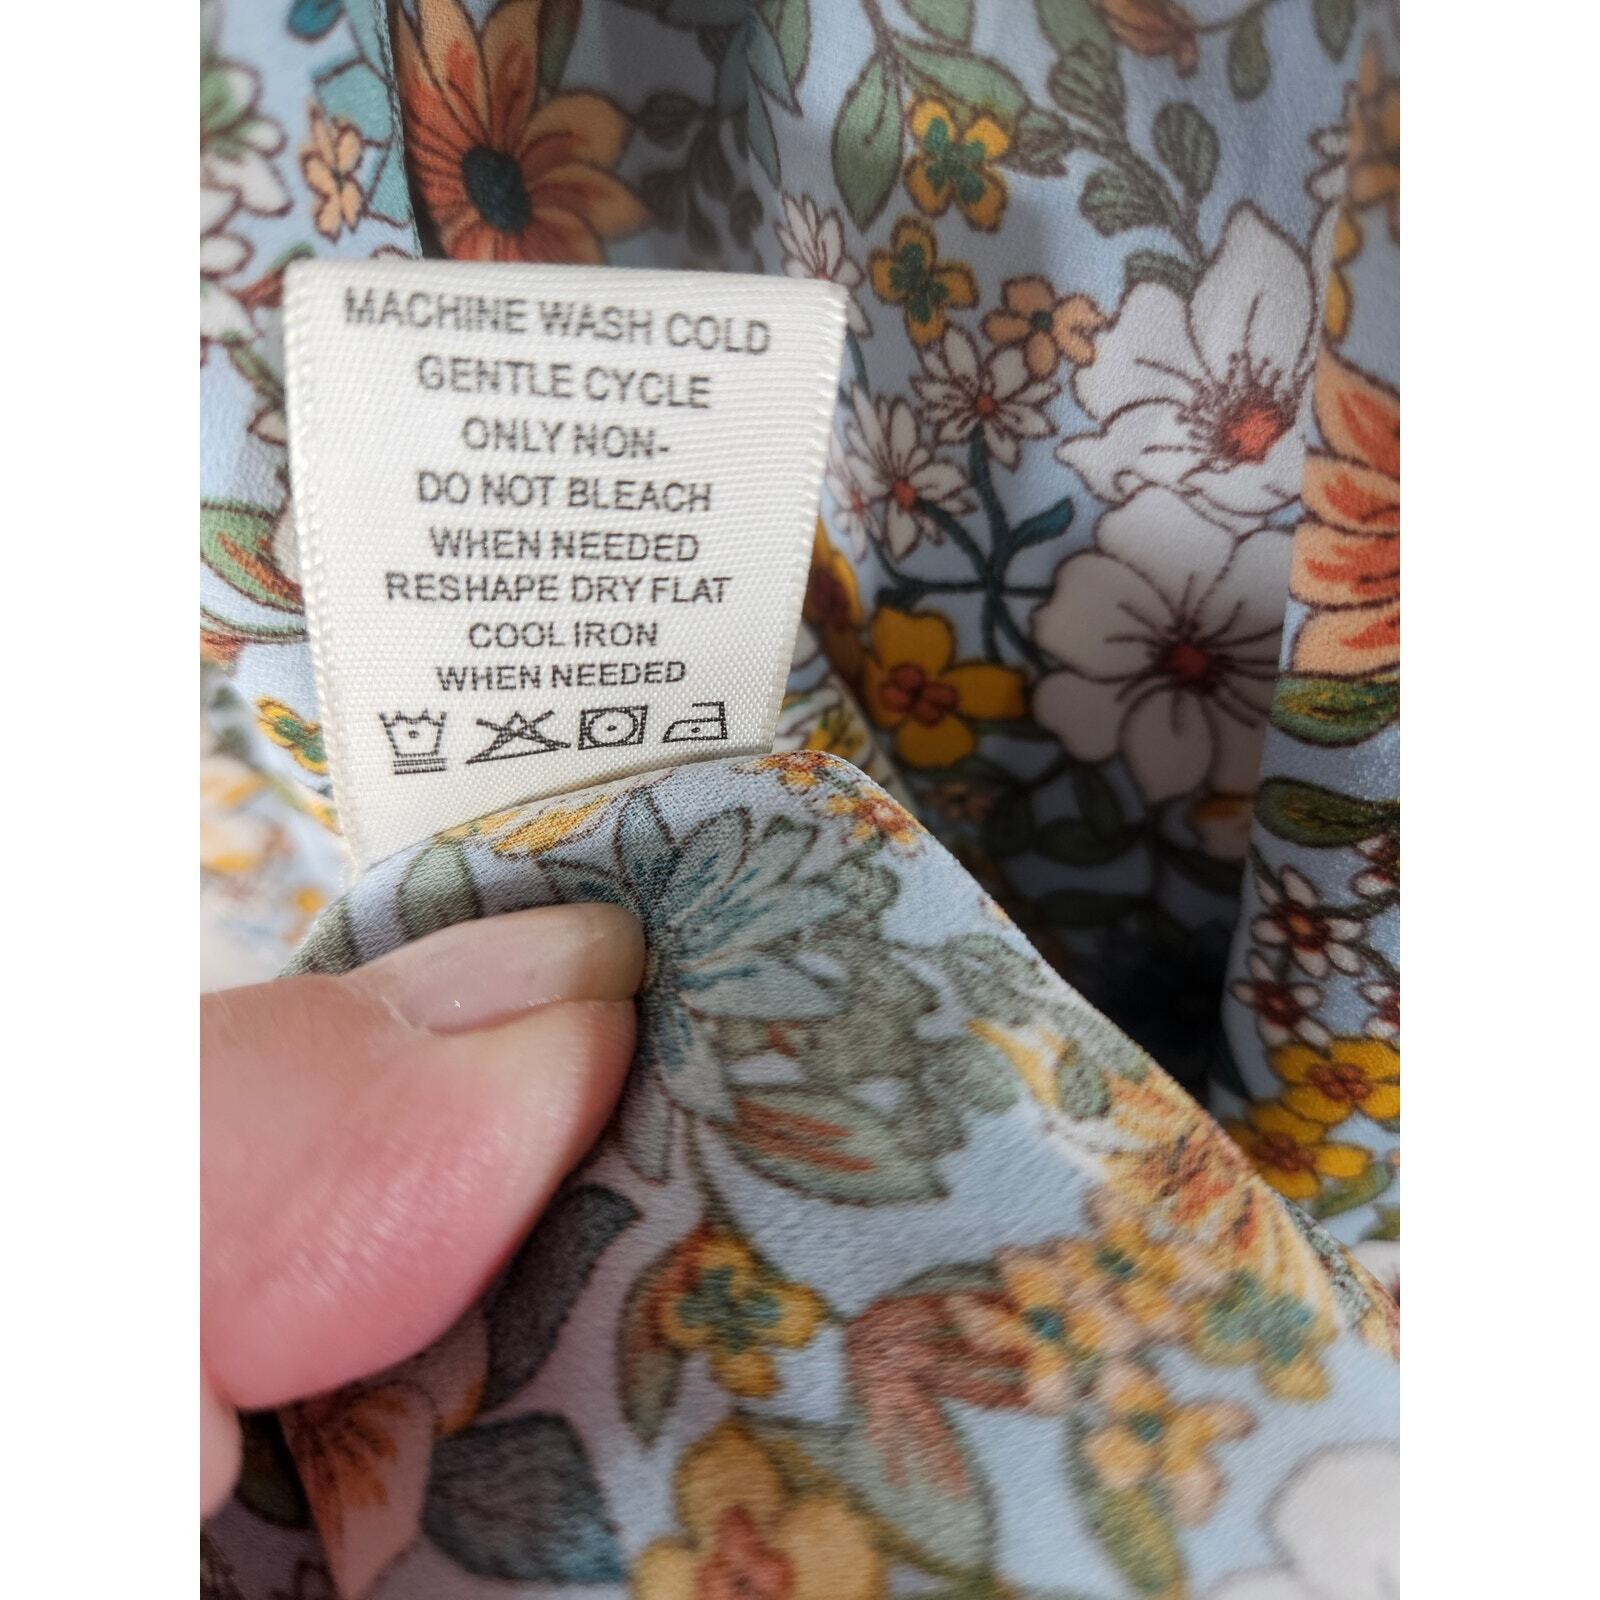 MACHINE WASH COLD
GENTLE CYCLE
ONLY NON-
DO NOT BLEACH
WHEN NEEDED
RESHAPE DRY FLAT
COOL IRON
WHEN NEEDED